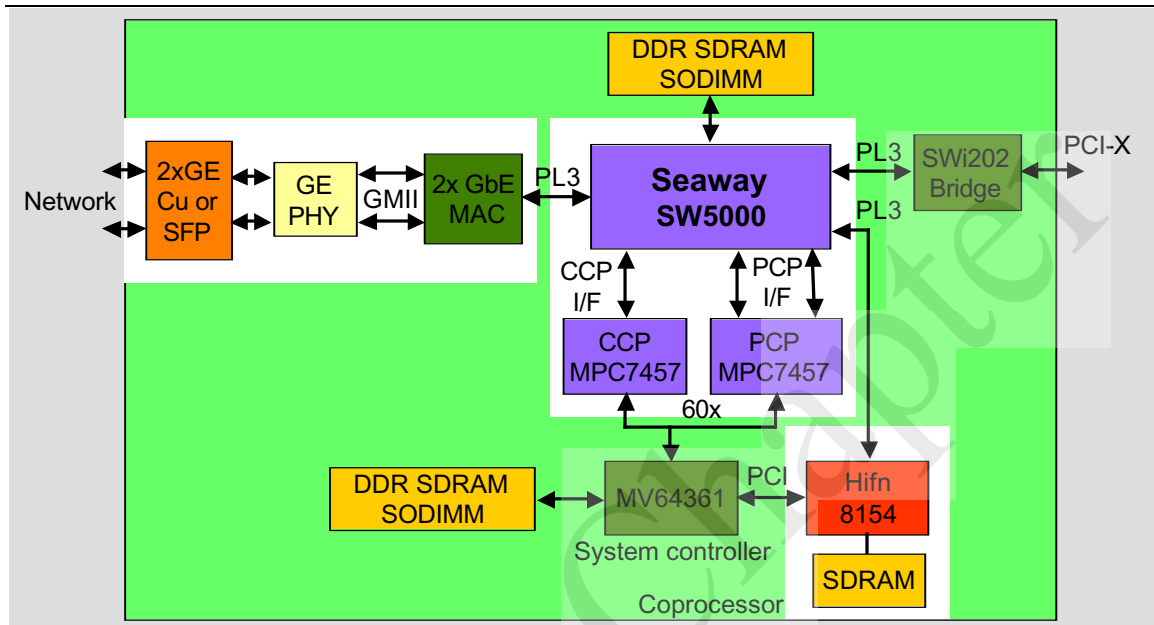 DDR SDRAM
SODIMM
Network
2xGE
Cu or
SFP
GE
PHY
GMII
2x GbE
MAC
PL3
Seaway
SW5000
PL3
SWi202
Bridge
PCI-X
PL3
CCP
I/F
PCP
I/F
CCP
MPC7457
PCP
MPC7457
60x
DDR SDRAM
SODIMM
MV64361
PCI
Hifn
8154
System controller
SDRAM
Coprocessor
Chapter